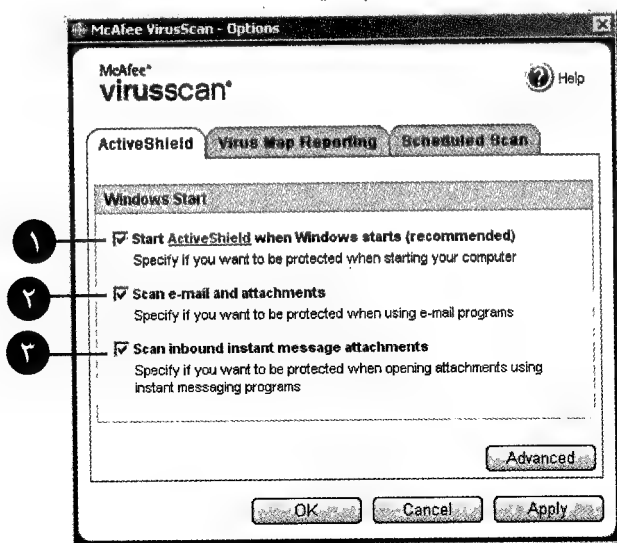 McAfee VirusScan - Options
McAfee®
virusscan®
Help
ActiveShield
Virus Map Reporting
Scheduled Scan
Windows Start
١
Start ActiveShield when Windows starts (recommended)
Specify if you want to be protected when starting your computer
٢
Scan e-mail and attachments
Specify if you want to be protected when using e-mail programs
٣
Scan inbound instant message attachments
Specify if you want to be protected when opening attachments using
instant messaging programs
Advanced
OK
Cancel
Apply